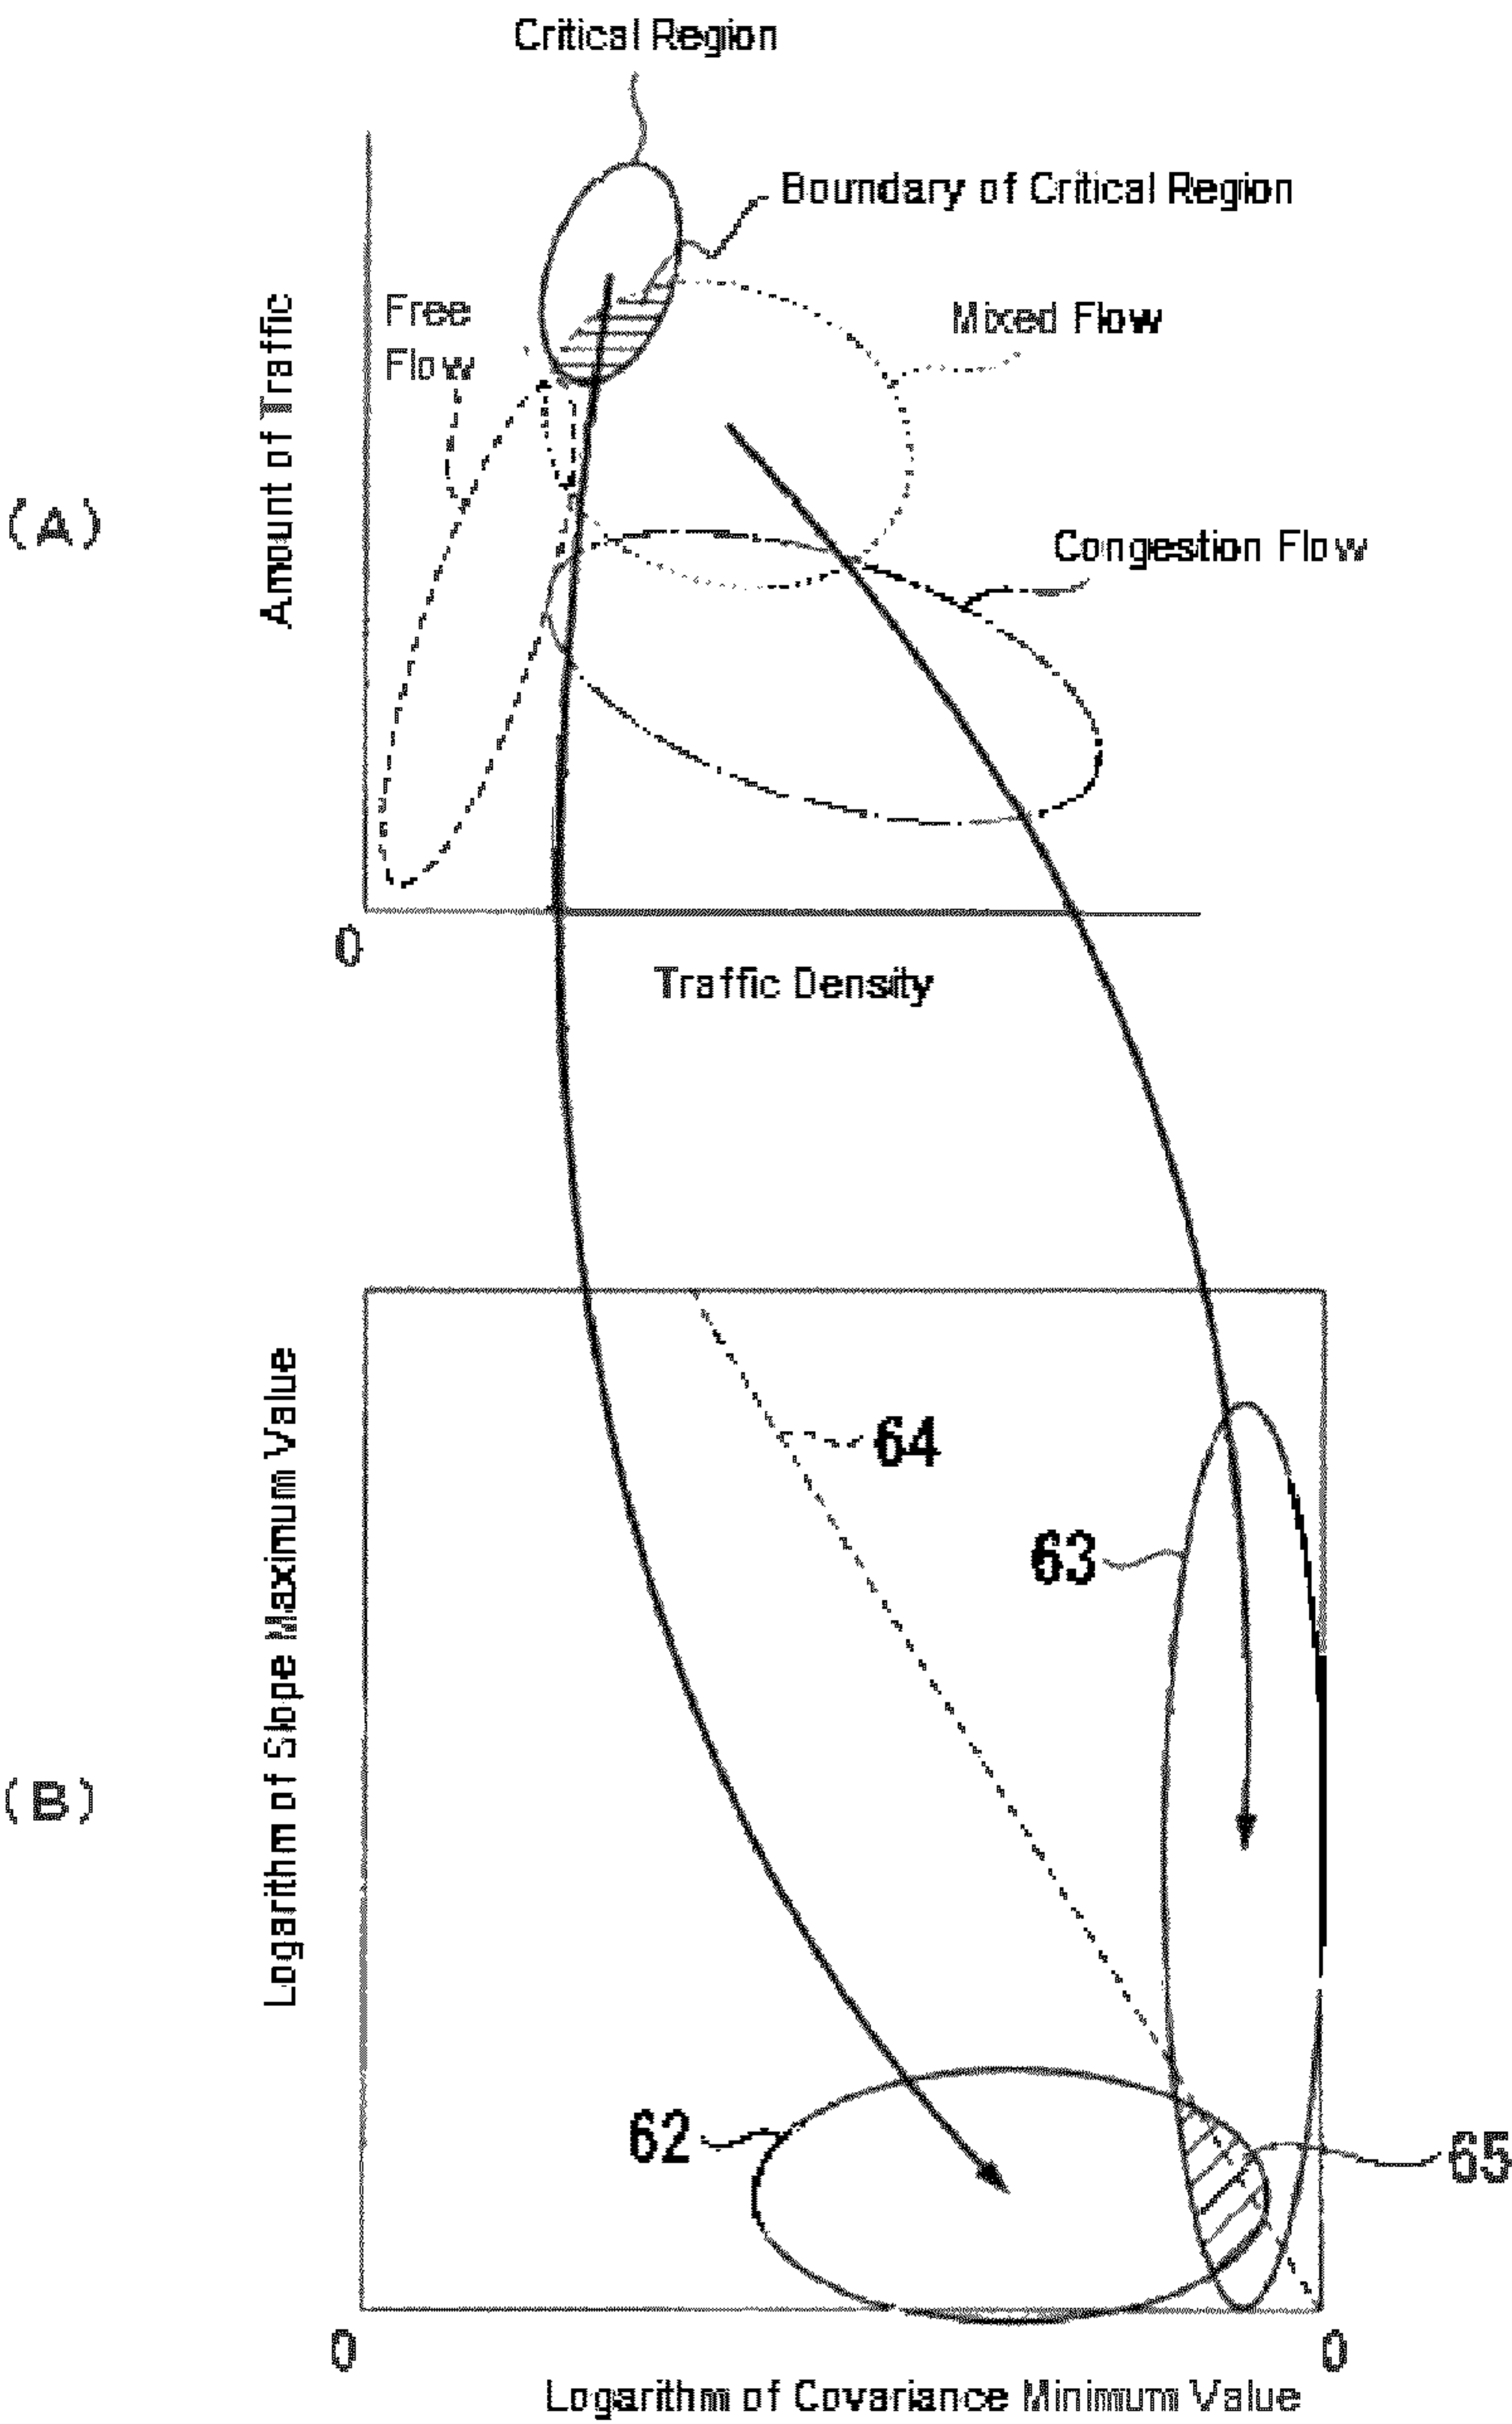 Critical Region
Boundary of Critical Region
Free
Flow
Mixed Flow
Congestion Flow
(A)
Amount of Traffic
0
Traffic Density
64
63
(B)
Logarithm of Slope Maximum Value
62
65
0
0
Logarithm of Covariance Minimum Value